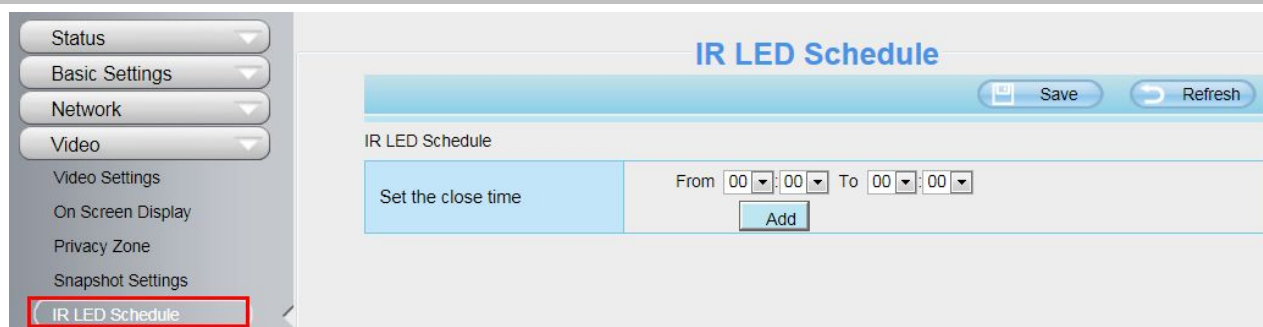 Status
Basic Settings
Network
Video
Video Settings
On Screen Display
Privacy Zone
Snapshot Settings
IR LED Schedule
IR LED Schedule
Save Refresh
IR LED Schedule
Set the close time
From 00 : 00 To 00 : 00
Add